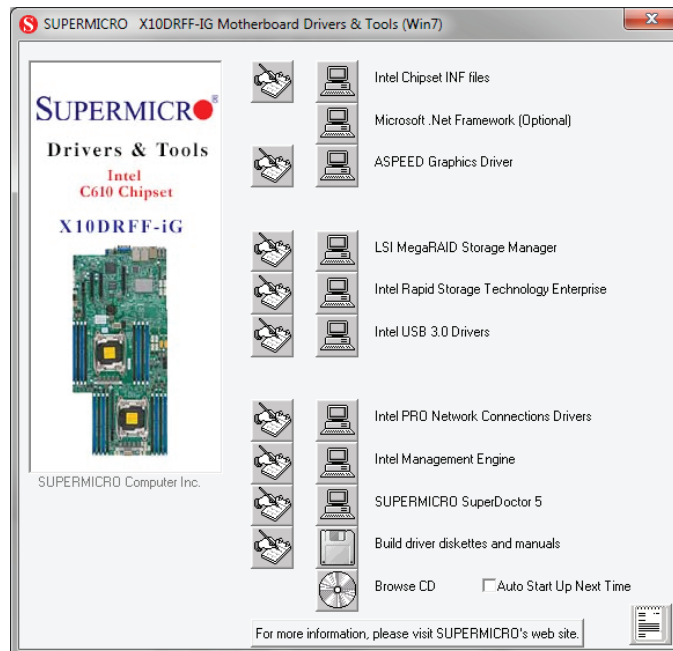 SUPERMICRO X10DRFF-IG Motherboard Drivers & Tools (Win7)
SUPERMICR®
Drivers & Tools
Intel
C610 Chipset
X10DRFF-iG
SUPERMICRO Computer Inc.
Intel Chipset INF files
Microsoft .Net Framework (Optional)
ASPEED Graphics Driver
LSI MegaRAID Storage Manager
Intel Rapid Storage Technology Enterprise
Intel USB 3.0 Drivers
Intel PRO Network Connections Drivers
Intel Management Engine
SUPERMICRO SuperDoctor 5
Build driver diskettes and manuals
Browse CD
Auto Start Up Next Time
For more information, please visit SUPERMICRO's web site.